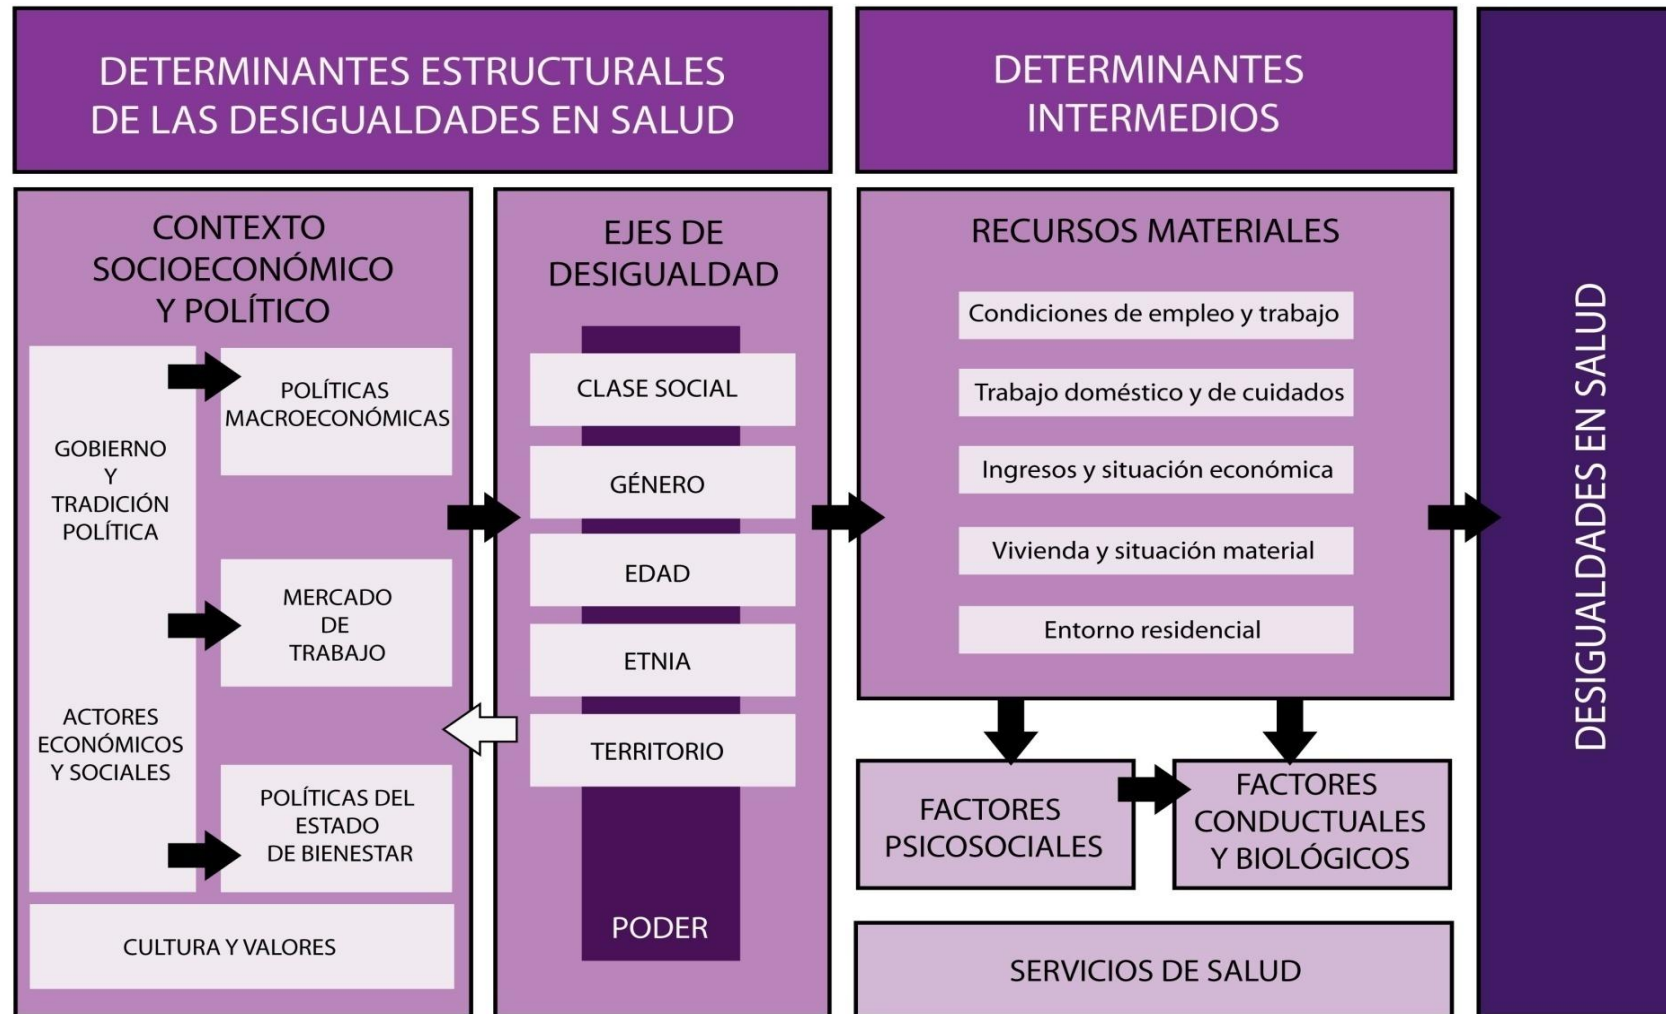 DETERMINANTES ESTRUCTURALES
DE LAS DESIGUALDADES EN SALUD
DETERMINANTES
INTERMEDIOS
CONTEXTO
SOCIOECONÓMICO
Y POLÍTICO
GOBIERNO
Y
TRADICIÓN
POLÍTICA
ACTORES
ECONÓMICOS
Y SOCIALES
POLÍTICAS
MACROECONÓMICAS
MERCADO
DE
TRABAJO
POLÍTICAS DEL
ESTADO
DE BIENESTAR
CULTURA Y VALORES
EJES DE
DESIGUALDAD
CLASE SOCIAL
GÉNERO
EDAD
ETNIA
TERRITORIO
PODER
RECURSOS MATERIALES
Condiciones de empleo y trabajo
Trabajo doméstico y de cuidados
Ingresos y situación económica
Vivienda y situación material
Entorno residencial
FACTORES
PSICOSOCIALES
FACTORES
CONDUCTUALES
Y BIOLÓGICOS
SERVICIOS DE SALUD
DESIGUALDADES EN SALUD